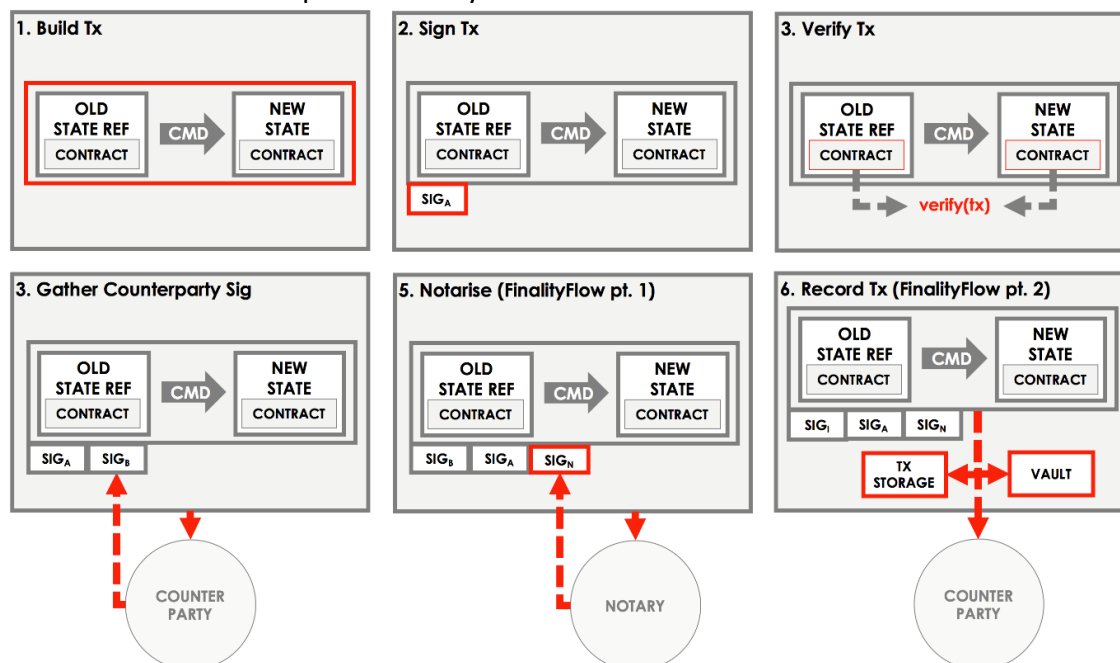 1. Build Tx
OLD
STATE REF
CONTRACT
CMD
NEW
STATE
CONTRACT
2. Sign Tx
OLD
STATE REF
CONTRACT
CMD
NEW
STATE
CONTRACT
SIGA
3. Verify Tx
OLD
STATE REF
CONTRACT
CMD
NEW
STATE
CONTRACT
verify(tx)
3. Gather Counterparty Sig
OLD
STATE REF
CONTRACT
CMD
NEW
STATE
CONTRACT
SIGA SIGB
COUNTER
PARTY
5. Notarise (FinalityFlow pt. 1)
OLD
STATE REF
CONTRACT
CMD
NEW
STATE
CONTRACT
SIGB SIGA SIGN
NOTARY
6. Record Tx (FinalityFlow pt. 2)
OLD
STATE REF
CONTRACT
CMD
NEW
STATE
CONTRACT
SIGI SIGA SIGN
TX
STORAGE
VAULT
COUNTER
PARTY